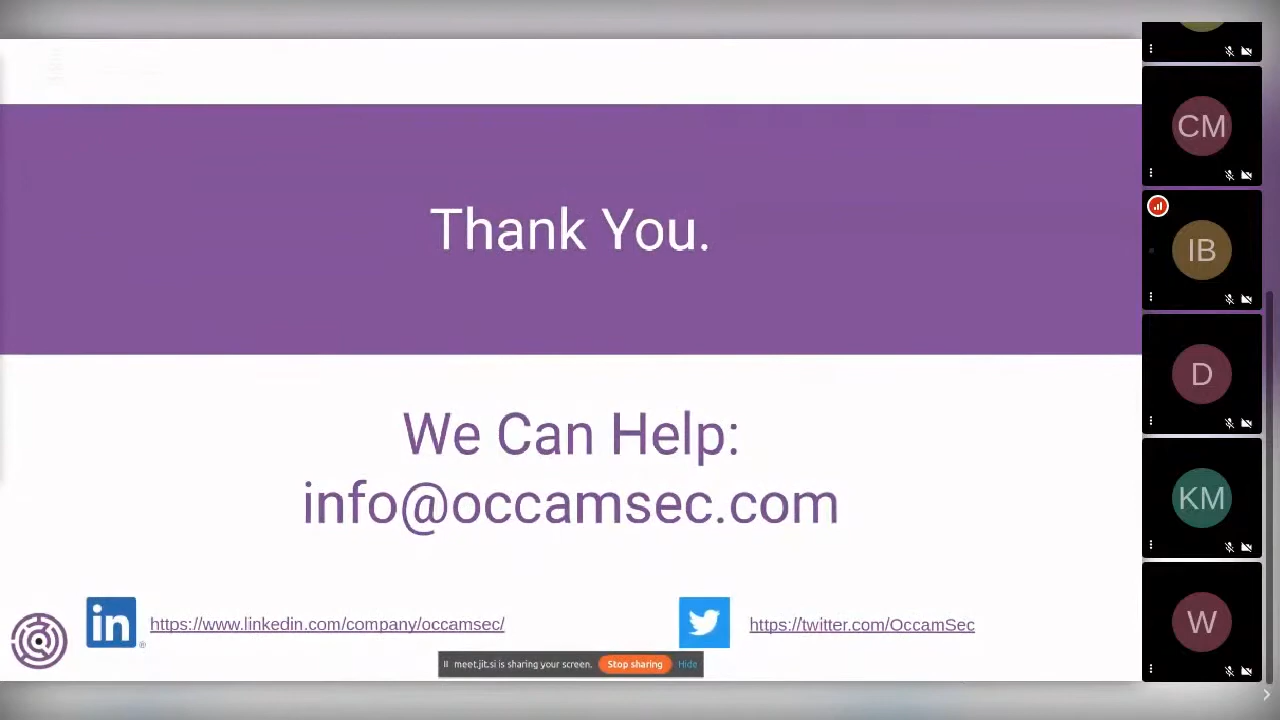 Thank You.
We Can Help:
info@occamsec.com
in
https://www.linkedin.com/company/occamsec/
https://twitter.com/OccamSec
meet.jit.si is sharing your screen. Stop sharing Hide
CM
IB
D
KM
W